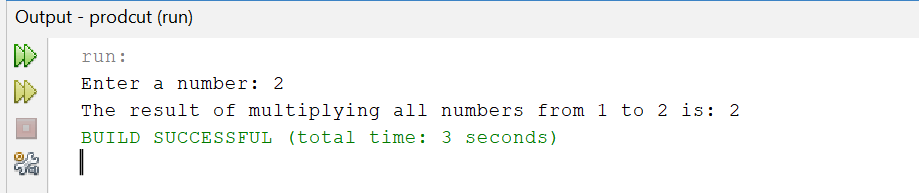 Output - prodcut (run)
run:
Enter a number: 2
The result of multiplying all numbers from 1 to 2 is: 2
BUILD SUCCESSFUL (total time: 3 seconds)